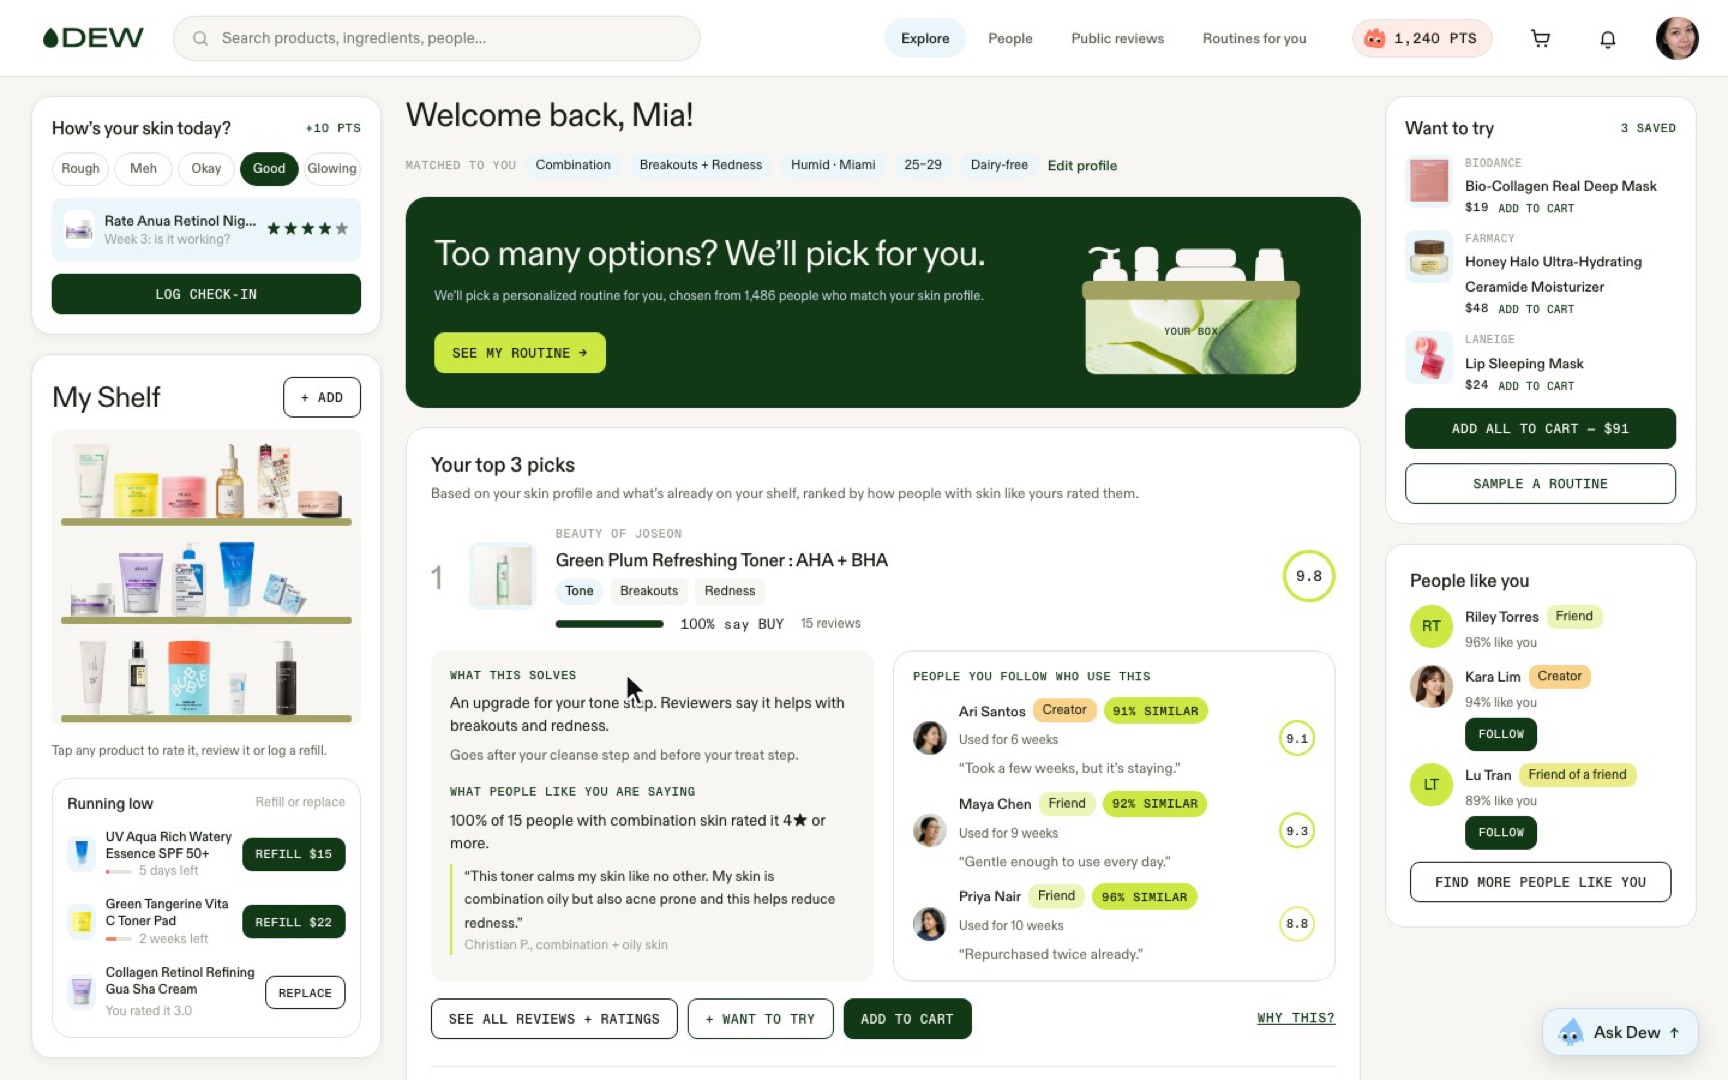 DEW
Search products, ingredients, people...
Explore
People
Public reviews
Routines for you
1,240 PTS
How's your skin today?
+10 PTS
Rough
Meh
Okay
Good
Glowing
Rate Anua Retinol Nig...
Week 3: is it working?
LOG CHECK-IN
My Shelf
+ ADD
Tap any product to rate it, review it or log a refill.
Running low
Refill or replace
UV Aqua Rich Watery
Essence SPF 50+
5 days left
REFILL $15
Green Tangerine Vita
C Toner Pad
2 weeks left
REFILL $22
Collagen Retinol Refining
Gua Sha Cream
You rated it 3.0
REPLACE
Welcome back, Mia!
MATCHED TO YOU
Combination
Breakouts + Redness
Humid · Miami
25–29
Dairy-free
Edit profile
Too many options? We'll pick for you.
We'll pick a personalized routine for you, chosen from 1,486 people who match your skin profile.
SEE MY ROUTINE →
YOUR BOX
Your top 3 picks
Based on your skin profile and what's already on your shelf, ranked by how people with skin like yours rated them.
1
BEAUTY OF JOSEON
Green Plum Refreshing Toner : AHA + BHA
Tone
Breakouts
Redness
100% say BUY
15 reviews
9.8
WHAT THIS SOLVES
An upgrade for your tone step. Reviewers say it helps with
breakouts and redness.
Goes after your cleanse step and before your treat step.
WHAT PEOPLE LIKE YOU ARE SAYING
100% of 15 people with combination skin rated it 4★ or
more.
“This toner calms my skin like no other. My skin is
combination oily but also acne prone and this helps reduce
redness.”
Christian P., combination + oily skin
PEOPLE YOU FOLLOW WHO USE THIS
Ari Santos
Creator
91% SIMILAR
Used for 6 weeks
“Took a few weeks, but it's staying.”
9.1
Maya Chen
Friend
92% SIMILAR
Used for 9 weeks
“Gentle enough to use every day.”
9.3
Priya Nair
Friend
96% SIMILAR
Used for 10 weeks
“Repurchased twice already.”
8.8
SEE ALL REVIEWS + RATINGS
+ WANT TO TRY
ADD TO CART
WHY THIS?
Want to try
3 SAVED
BIODANCE
Bio-Collagen Real Deep Mask
$19 ADD TO CART
FARMACY
Honey Halo Ultra-Hydrating
Ceramide Moisturizer
$48 ADD TO CART
LANEIGE
Lip Sleeping Mask
$24 ADD TO CART
ADD ALL TO CART – $91
SAMPLE A ROUTINE
People like you
RT
Riley Torres
Friend
96% like you
Kara Lim
Creator
94% like you
FOLLOW
LT
Lu Tran
Friend of a friend
89% like you
FOLLOW
FIND MORE PEOPLE LIKE YOU
Ask Dew ↑